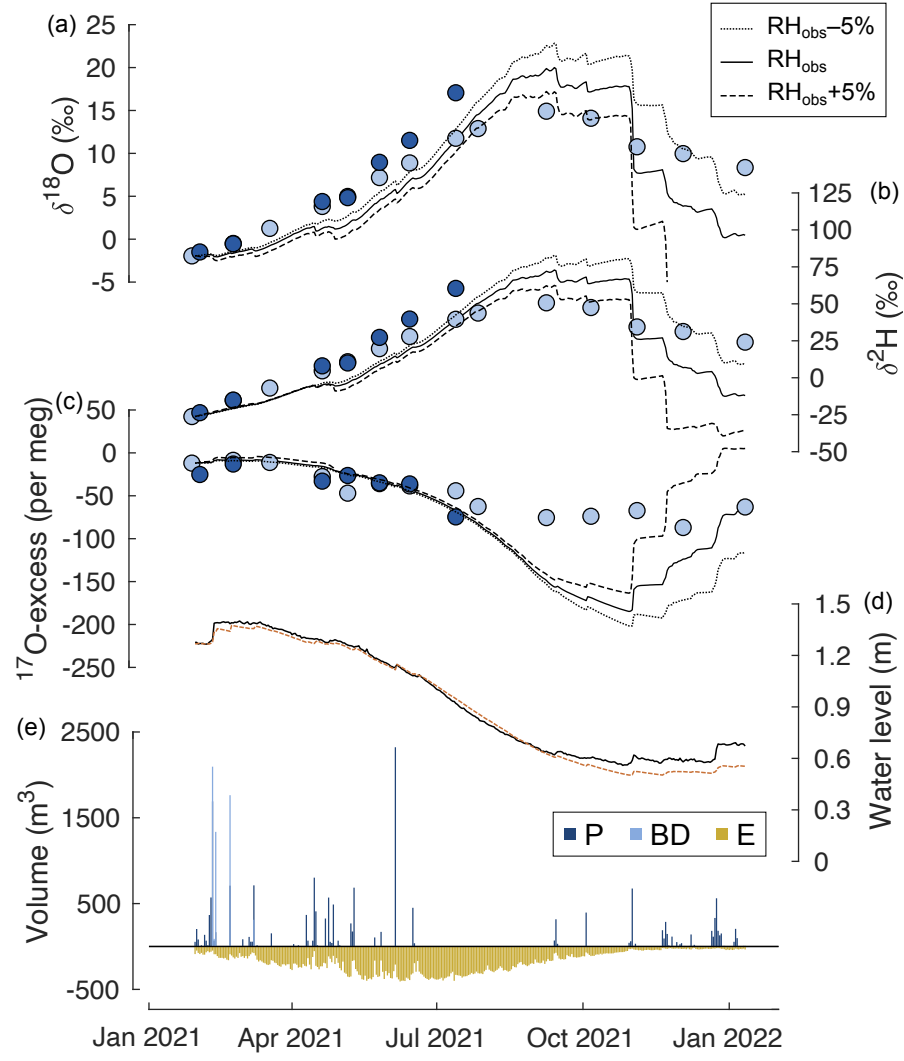 (a)
25
20
15
10
5
0
-5
δ18O (‰)
RHobs–5%
RHobs
RHobs+5%
(b)
125
100
75
50
25
0
-25
-50
δ2H (‰)
(c)
50
0
-50
-100
-150
-200
-250
17O-excess (per meg)
(d)
1.5
1.2
0.9
0.6
0.3
0
Water level (m)
(e)
2500
1500
500
-500
Volume (m3)
P BD E
Jan 2021 Apr 2021 Jul 2021 Oct 2021 Jan 2022